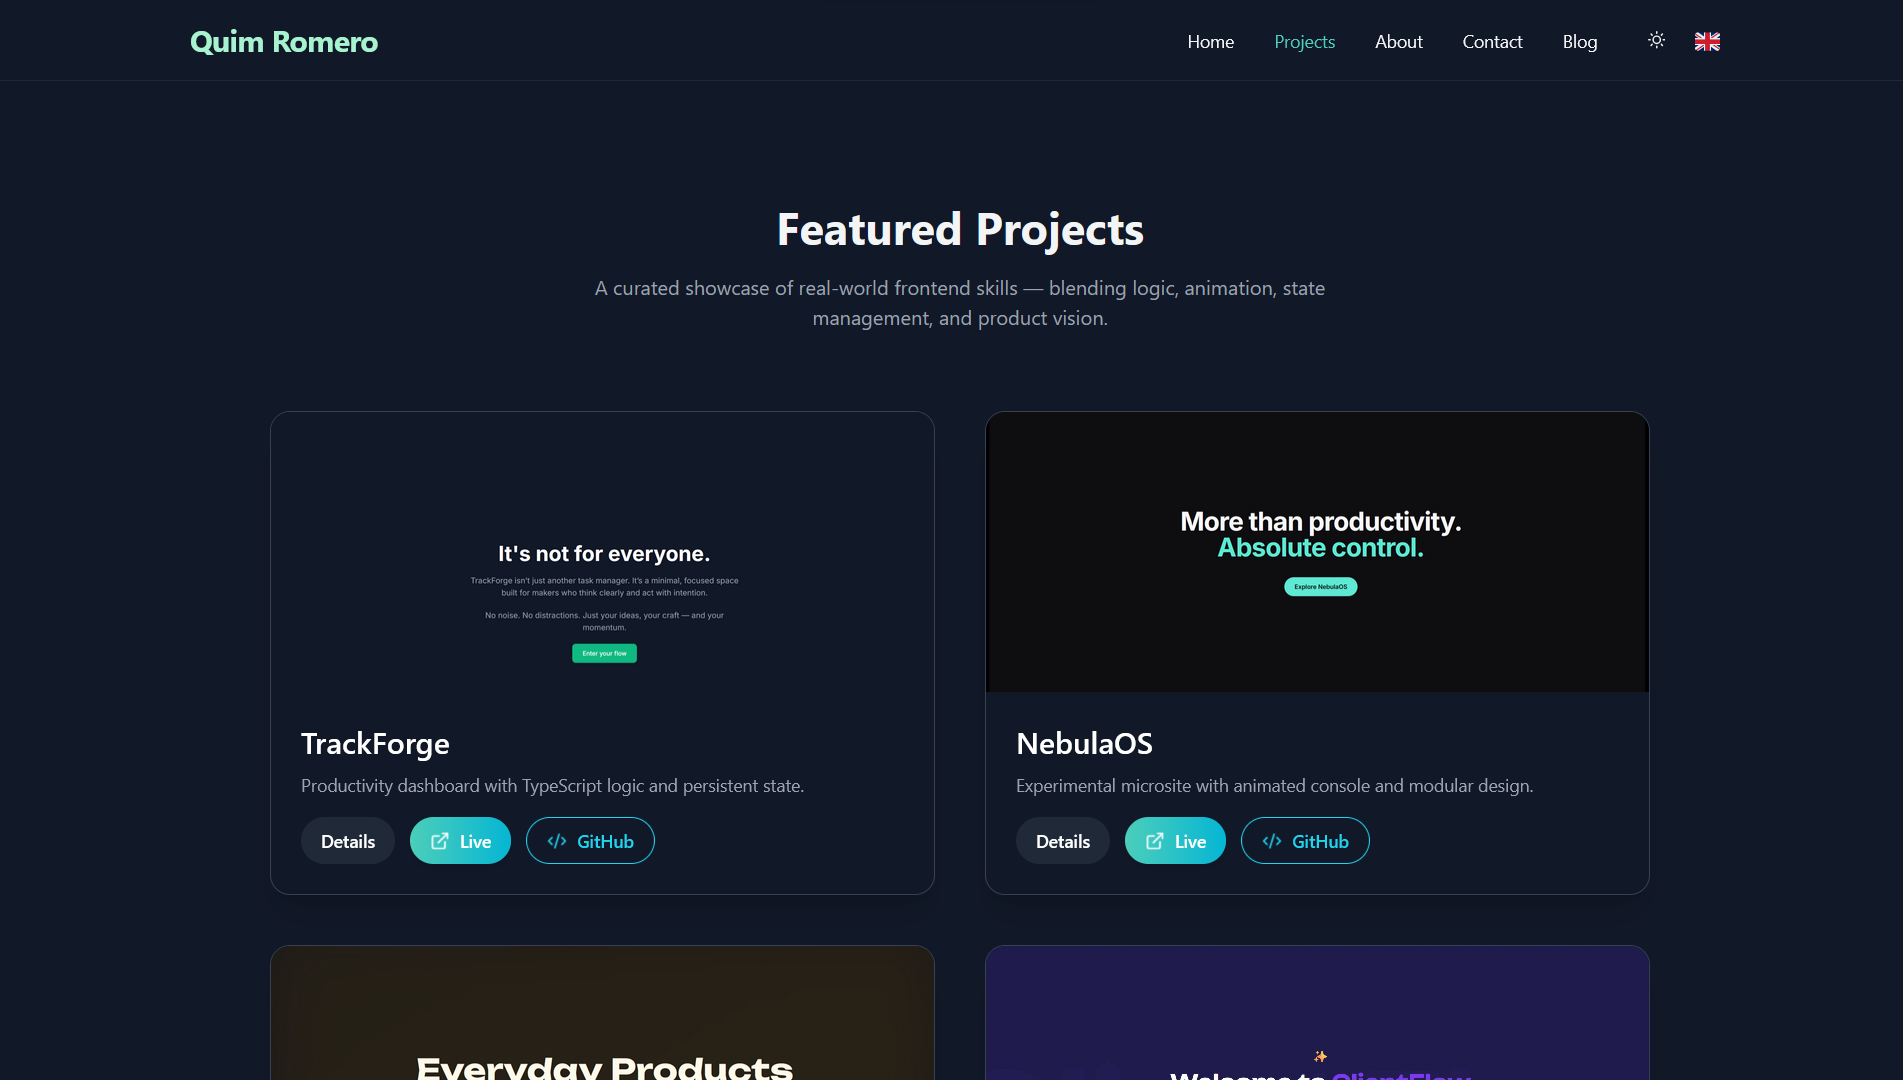 Quim Romero
Home Projects About Contact Blog
Featured Projects
A curated showcase of real-world frontend skills — blending logic, animation, state
management, and product vision.
It's not for everyone.
TrackForge isn't just another task manager. It's a minimal, focused space
built for makers who think clearly and act with intention.
No noise. No distractions. Just your ideas, your craft — and your
momentum.
Enter your flow
TrackForge
Productivity dashboard with TypeScript logic and persistent state.
Details Live GitHub
More than productivity.
Absolute control.
Explore NebulaOS
NebulaOS
Experimental microsite with animated console and modular design.
Details Live GitHub
Everyday Products
Welcome to ClientFlow